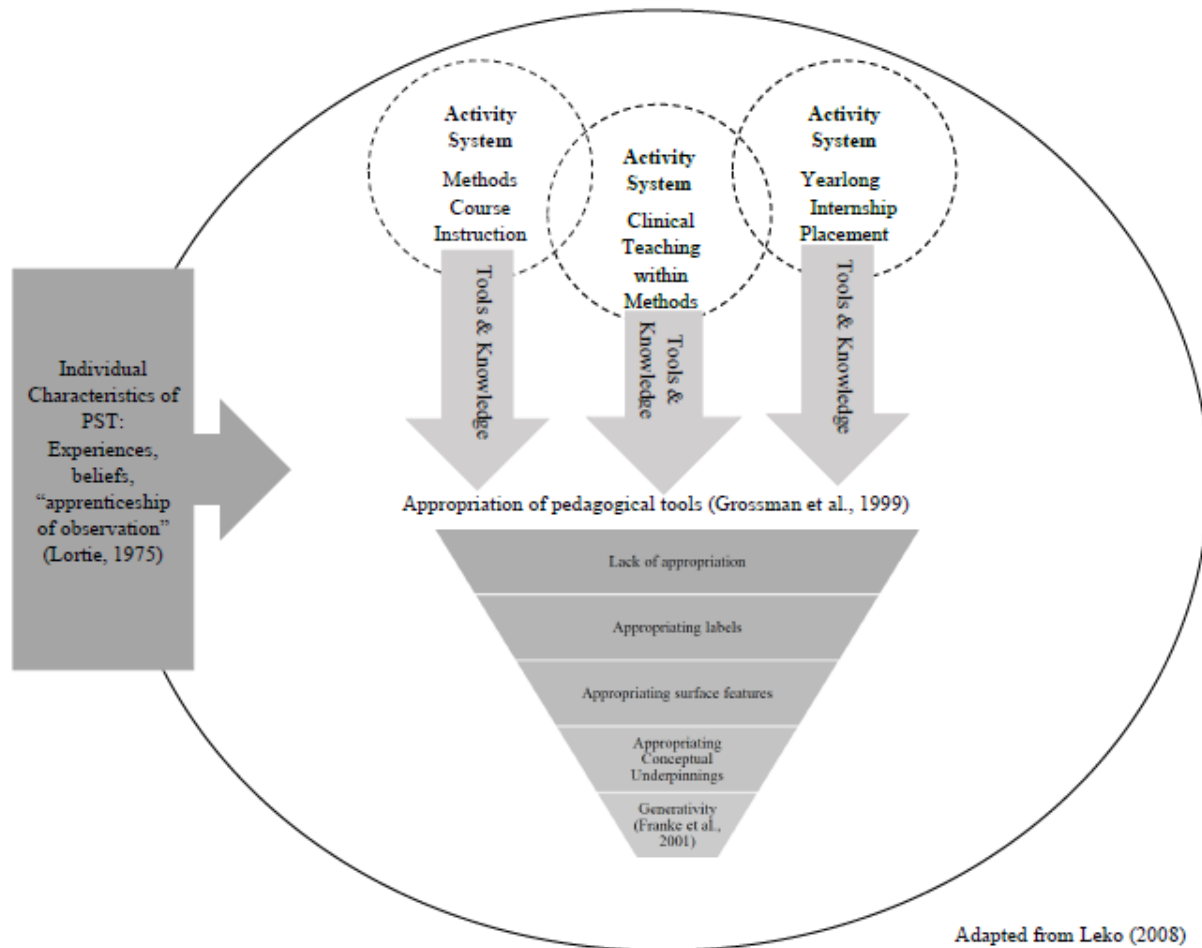 Activity
System
Methods
Course
Instruction
Activity
System
Clinical
Teaching
within
Methods
Activity
System
Yearlong
Internship
Placement
Tools & Knowledge
Tools &
Knowledge
Tools & Knowledge
Individual
Characteristics of
PST:
Experiences,
beliefs,
“apprenticeship
of observation”
(Lortie, 1975)
Appropriation of pedagogical tools (Grossman et al., 1999)
Lack of appropriation
Appropriating labels
Appropriating surface features
Appropriating
Conceptual
Underpinnings
Generativity
(Franke et al.,
2001)
Adapted from Leko (2008)